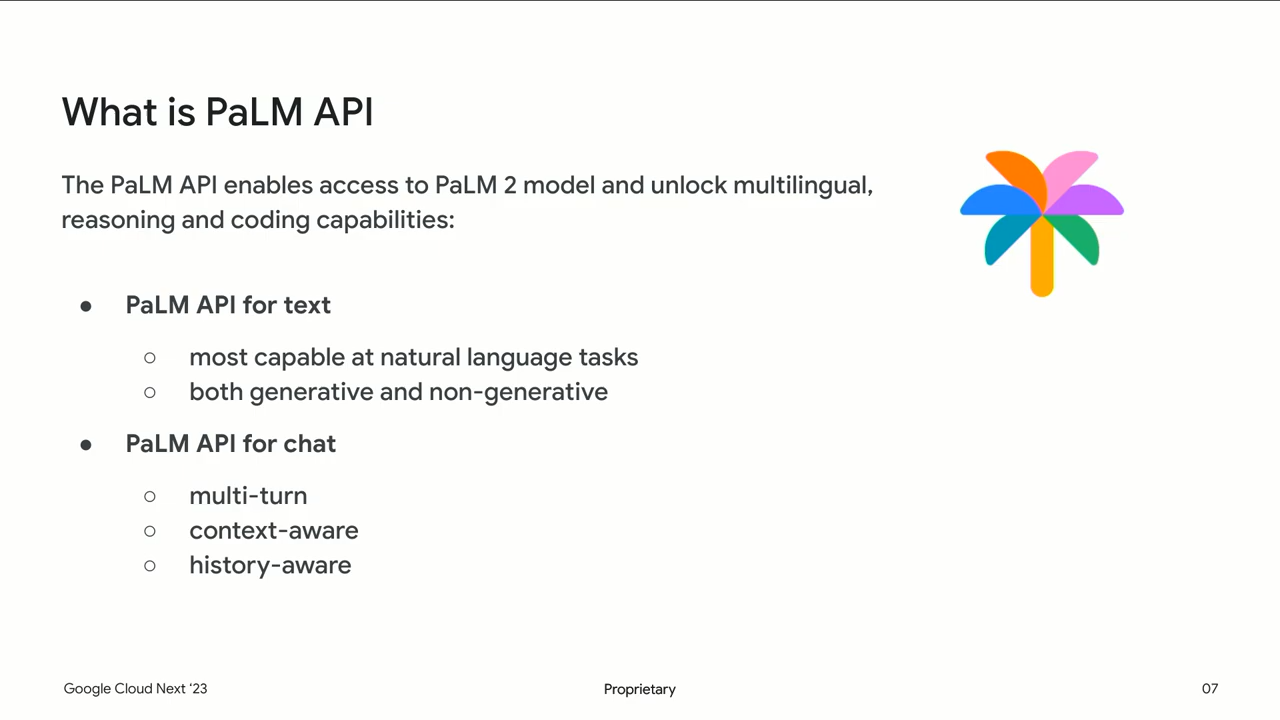 What is PaLM API
The PaLM API enables access to PaLM 2 model and unlock multilingual,
reasoning and coding capabilities:
● PaLM API for text
○ most capable at natural language tasks
○ both generative and non-generative
● PaLM API for chat
○ multi-turn
○ context-aware
○ history-aware
Google Cloud Next ‘23
Proprietary
07